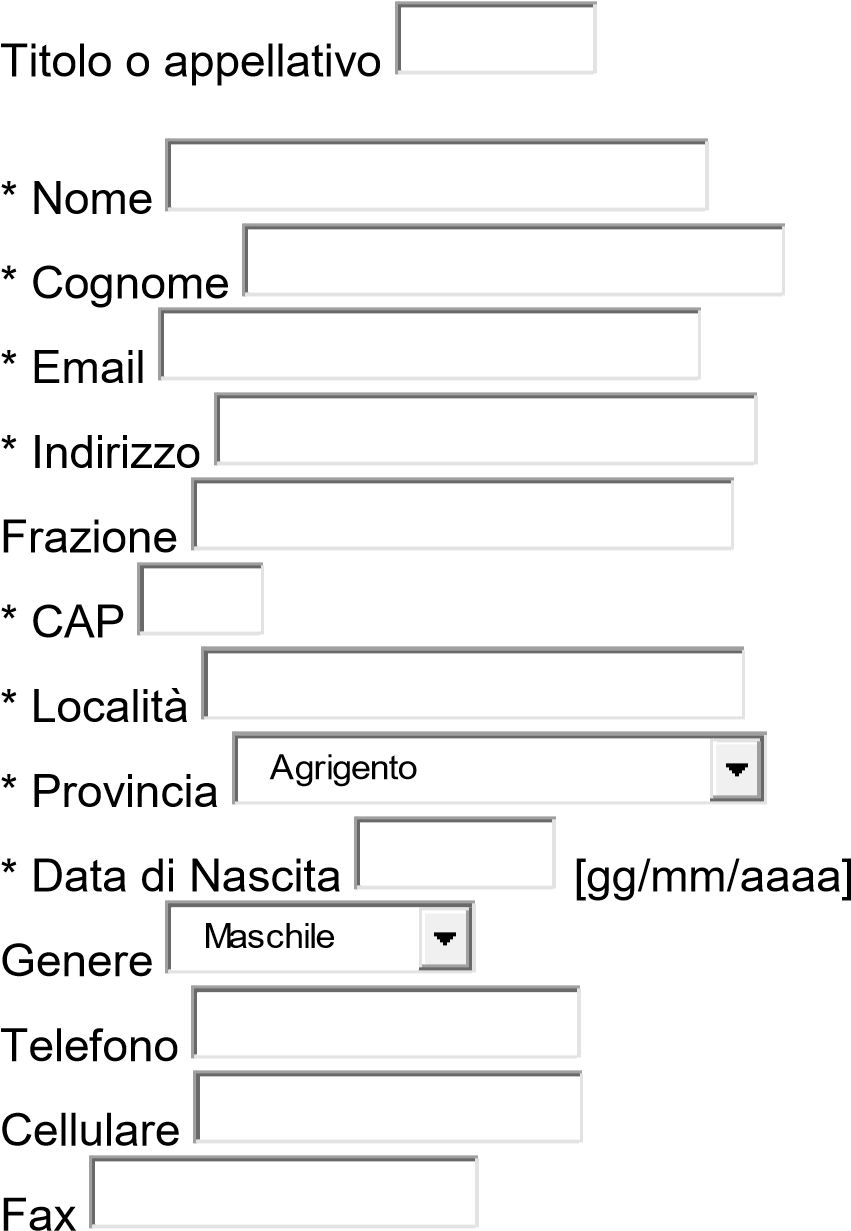 Titolo o appellativo
* Nome
* Cognome
* Email
* Indirizzo
Frazione
* CAP
* Località
* Provincia Agrigento
* Data di Nascita [gg/mm/aaaa]
Genere Maschile
Telefono
Cellulare
Fax